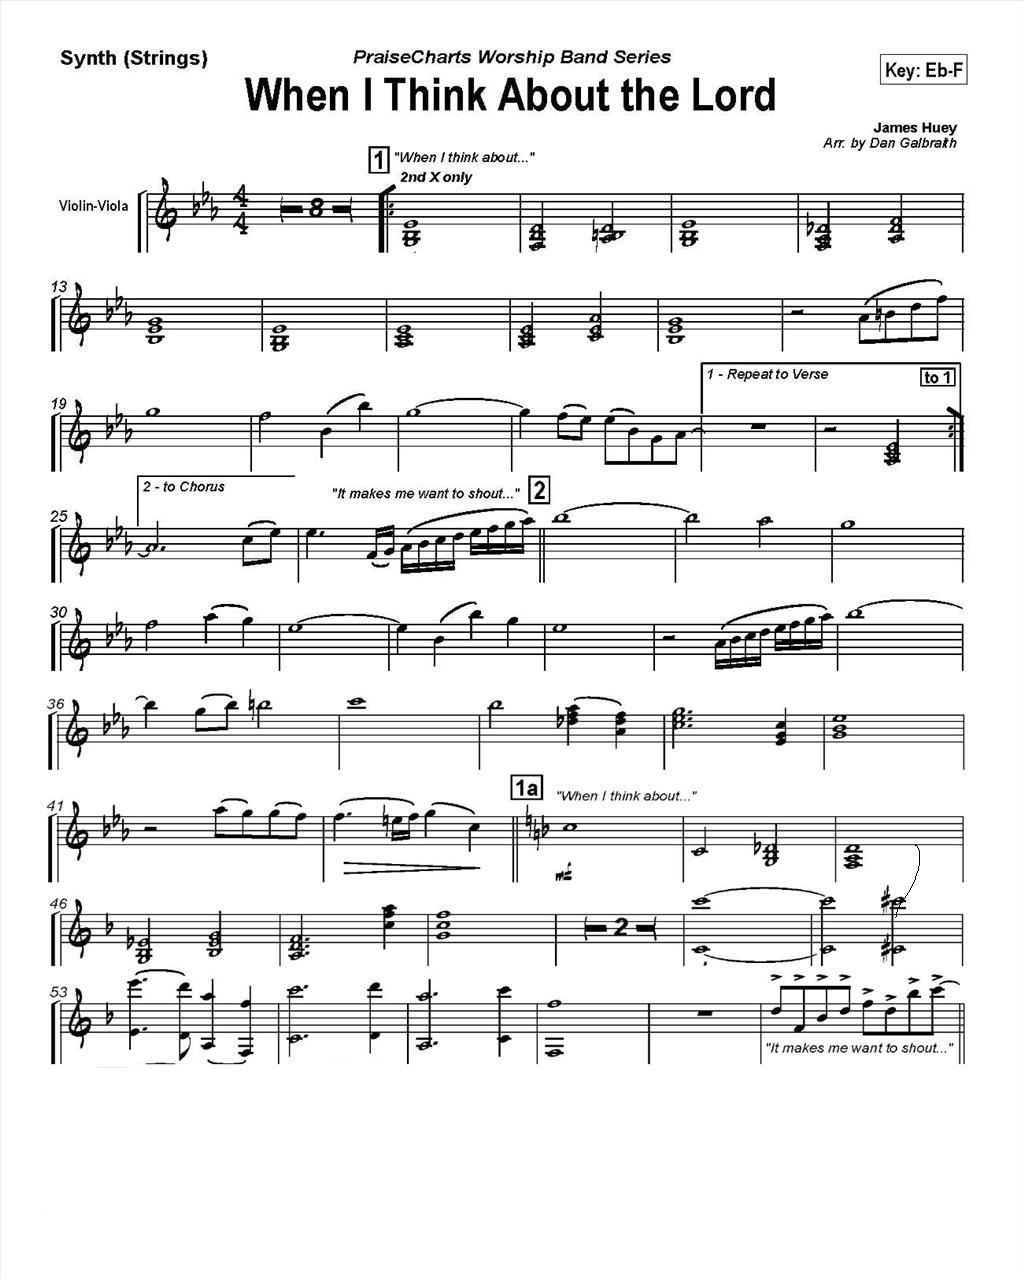 Synth (Strings)
PraiseCharts Worship Band Series
Key: Eb-F
When I Think About the Lord
James Huey
Arr. by Dan Galbraith
1 "When I think about..."
2nd X only
Violin-Viola
4
4
8
13
19
1 - Repeat to Verse
to 1
25
2 - to Chorus
"It makes me want to shout..." 2
30
36
41
1a "When I think about..."
mf
46
2
53
"It makes me want to shout..."